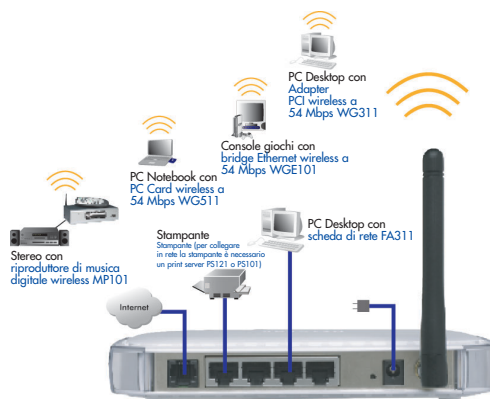 PC Desktop con
Adapter
PCI wireless a
54 Mbps WG311
Console giochi con
bridge Ethernet wireless a
54 Mbps WGE101
PC Notebook con
PC Card wireless a
54 Mbps WG511
PC Desktop con
scheda di rete FA311
Stampante
Stampante (per collegare
in rete la stampante é necessario
un print server PS121 o PS101)
Stereo con
riproduttore di musica
digitale wireless MP101
Internet